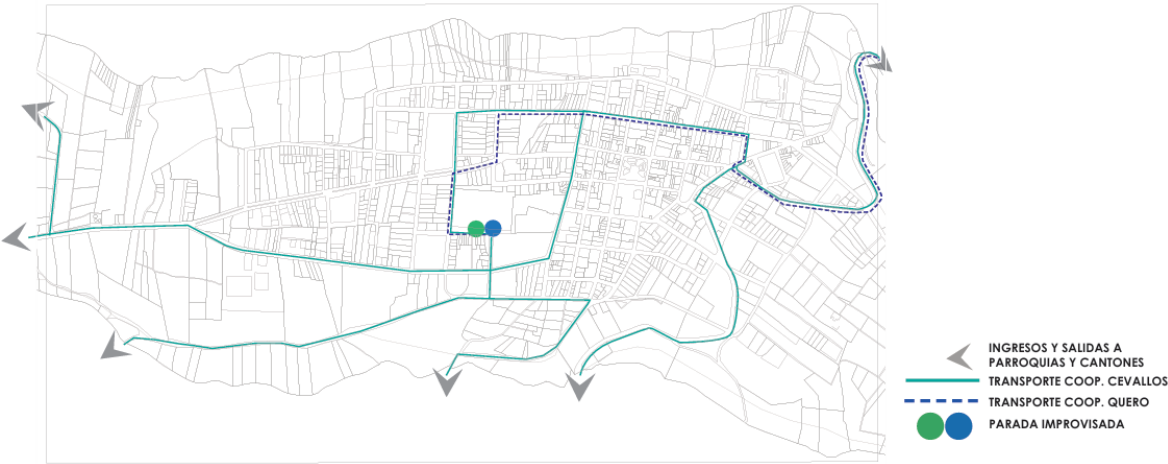 INGRESOS Y SALIDAS A
PARROQUIAS Y CANTONES
TRANSPORTE COOP. CEVALLOS
TRANSPORTE COOP. QUERO
PARADA IMPROVISADA